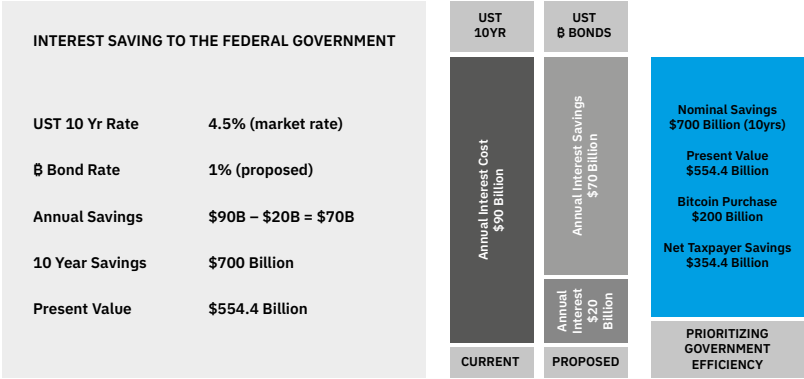 INTEREST SAVING TO THE FEDERAL GOVERNMENT
UST 10 Yr Rate 4.5% (market rate)
₿ Bond Rate 1% (proposed)
Annual Savings $90B – $20B = $70B
10 Year Savings $700 Billion
Present Value $554.4 Billion
UST
10YR
Annual Interest Cost
$90 Billion
CURRENT
UST
₿ BONDS
Annual Interest Savings
$70 Billion
Annual
Interest
$20
Billion
PROPOSED
Nominal Savings
$700 Billion (10yrs)
Present Value
$554.4 Billion
Bitcoin Purchase
$200 Billion
Net Taxpayer Savings
$354.4 Billion
PRIORITIZING
GOVERNMENT
EFFICIENCY